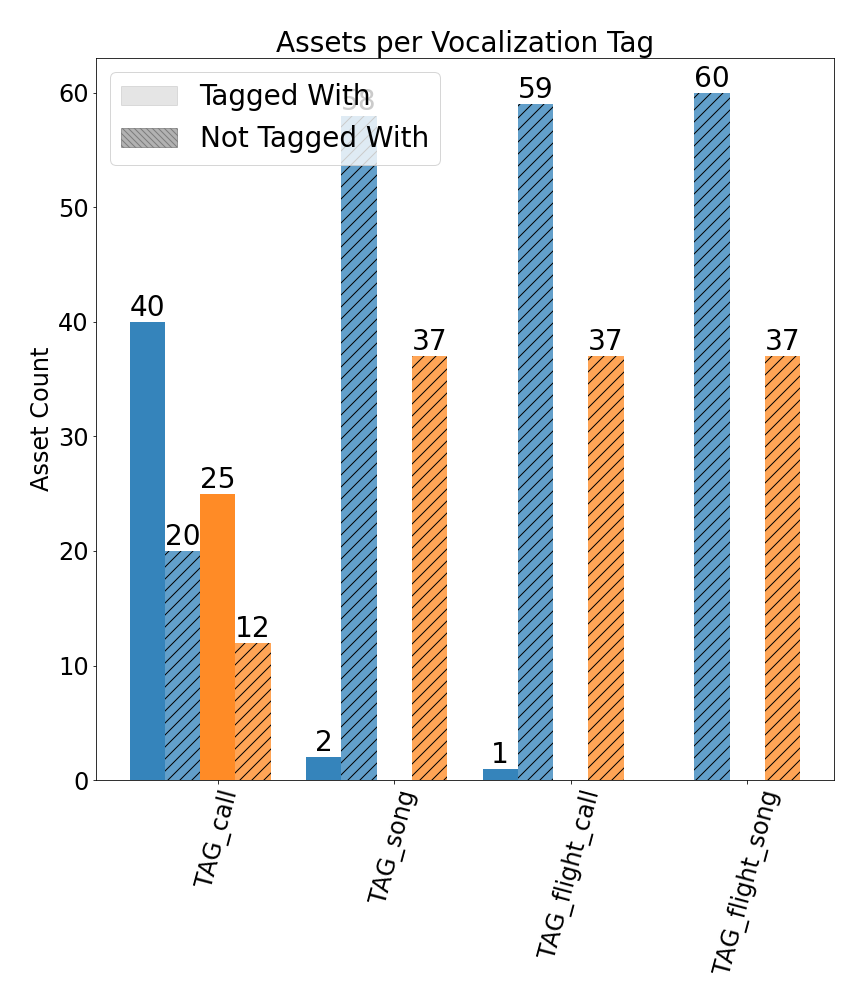 Assets per Vocalization Tag
Tagged With
Not Tagged With
58
59
60
40
20
25
12
2
37
1
37
37
60
50
40
30
20
10
0
Asset Count
TAG_call
TAG_song
TAG_flight_call
TAG_flight_song